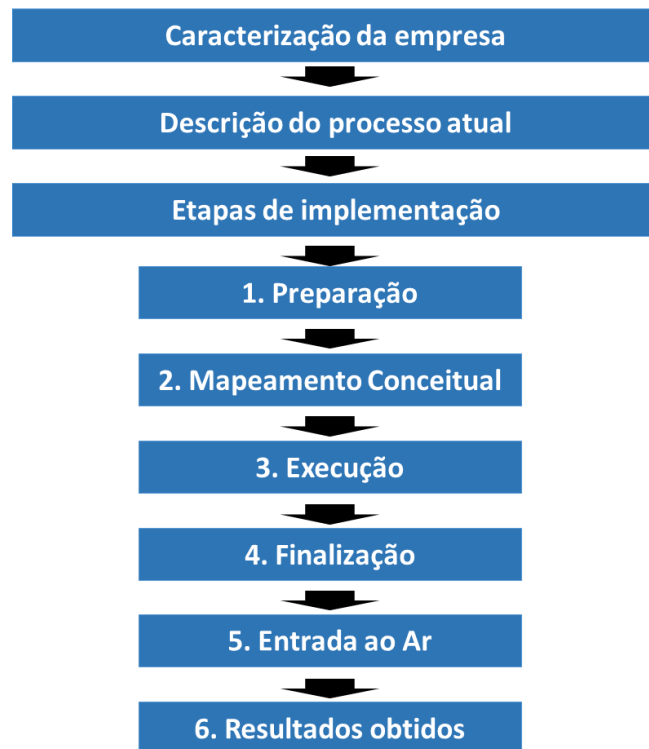 Caracterização da empresa
Descrição do processo atual
Etapas de implementação
1. Preparação
2. Mapeamento Conceitual
3. Execução
4. Finalização
5. Entrada ao Ar
6. Resultados obtidos